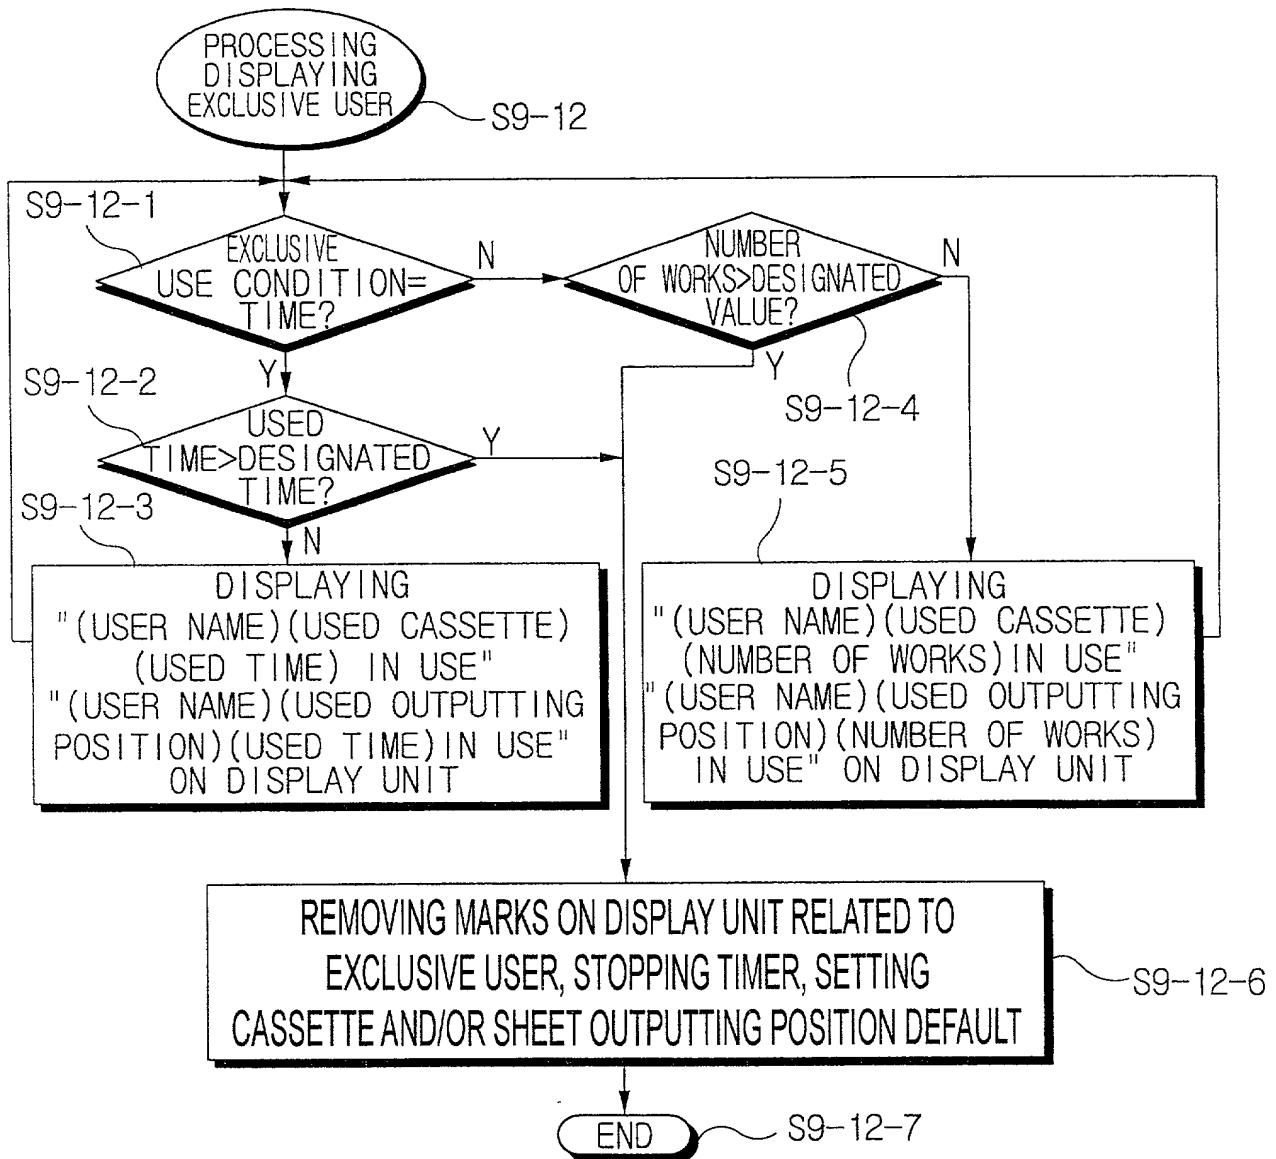 PROCESSING
DISPLAYING
EXCLUSIVE USER
S9-12
S9-12-1
EXCLUSIVE
USE CONDITION=
TIME?
N
NUMBER
OF WORKS>DESIGNATED
VALUE?
N
Y
S9-12-4
Y
S9-12-2
USED
TIME>DESIGNATED
TIME?
Y
N
S9-12-3
DISPLAYING
"(USER NAME)(USED CASSETTE)
(USED TIME) IN USE"
"(USER NAME)(USED OUTPUTTING
POSITION)(USED TIME)IN USE"
ON DISPLAY UNIT
S9-12-5
DISPLAYING
"(USER NAME)(USED CASSETTE)
(NUMBER OF WORKS)IN USE"
"(USER NAME)(USED OUTPUTTING
POSITION)(NUMBER OF WORKS)
IN USE" ON DISPLAY UNIT
REMOVING MARKS ON DISPLAY UNIT RELATED TO
EXCLUSIVE USER, STOPPING TIMER, SETTING
CASSETTE AND/OR SHEET OUTPUTTING POSITION DEFAULT
S9-12-6
END
S9-12-7